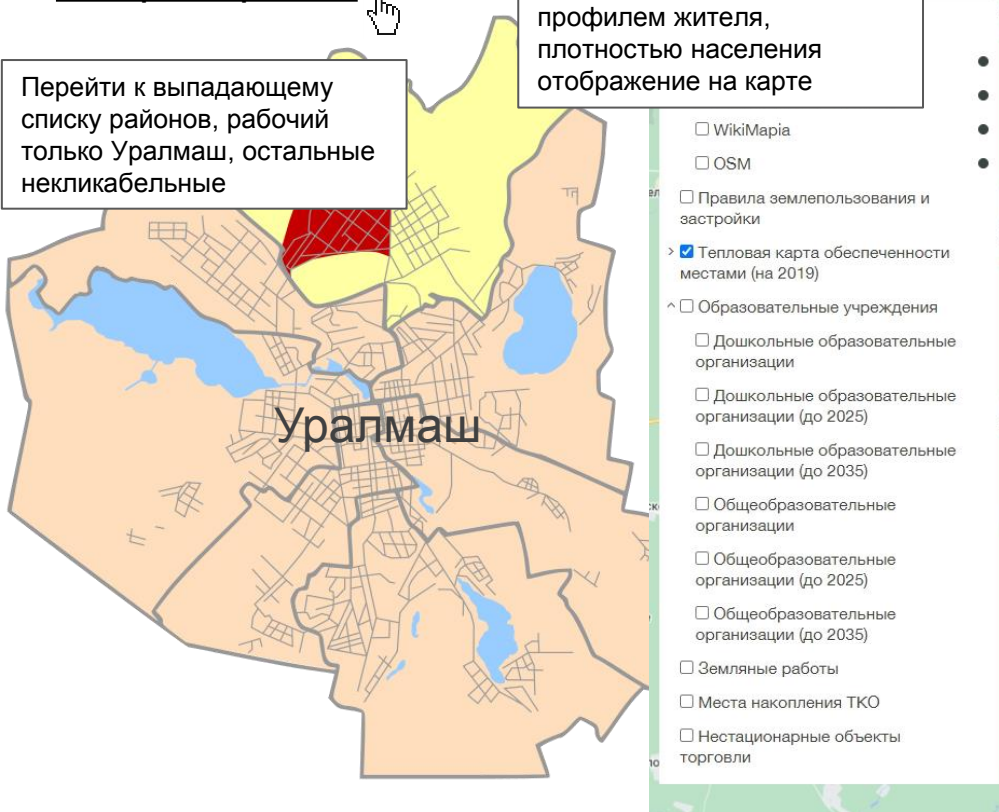 профилем жителя,
плотностью населения
отображение на карте
Перейти к выпадающему
списку районов, рабочий
только Уралмаш, остальные
некликабельные
Уралмаш
WikiMapia
OSM
Правила землепользования и
застройки
Тепловая карта обеспеченности
местами (на 2019)
Образовательные учреждения
Дошкольные образовательные
организации
Дошкольные образовательные
организации (до 2025)
Дошкольные образовательные
организации (до 2035)
Общеобразовательные
организации
Общеобразовательные
организации (до 2025)
Общеобразовательные
организации (до 2035)
Земляные работы
Места накопления ТКО
Нестационарные объекты
торговли